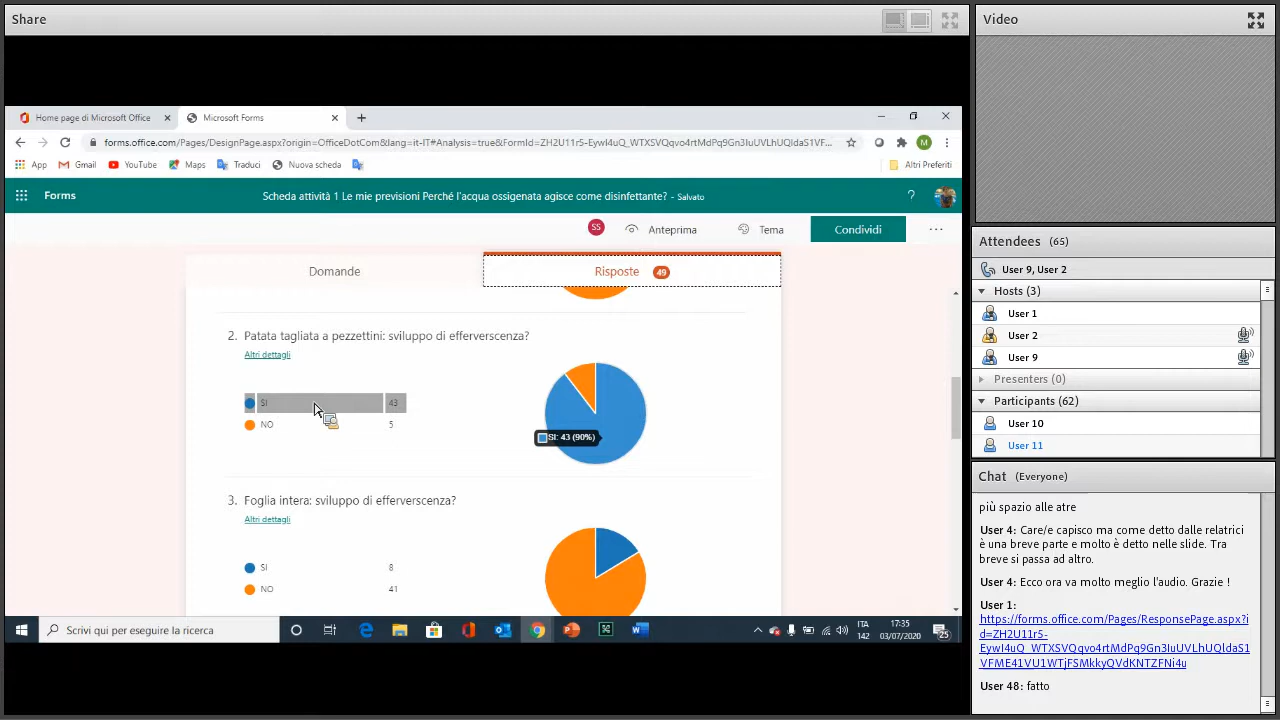 Share
Video
Home page di Microsoft Office
Microsoft Forms
forms.office.com/Pages/DesignPage.aspx?origin=OfficeDotCom&lang=it-IT#Analysis=true&FormId=
App
Gmail
YouTube
Maps
Traduci
Nuova scheda
Altri Preferiti
M
Forms
Scheda attività 1 Le mie previsioni Perché l'acqua ossigenata agisce come disinfettante? - Salvato
?
SS
Anteprima
Tema
Condividi
Domande
Risposte 49
2. Patata tagliata a pezzettini: sviluppo di efferverscenza?
Altri dettagli
SI 43
NO 5
SI: 43 (90%)
3. Foglia intera: sviluppo di efferverscenza?
Altri dettagli
SI 8
NO 41
Scrivi qui per eseguire la ricerca
ITA
142
17:35
03/07/2020
25
Attendees (65)
User 9, User 2
Hosts (3)
User 1
User 2
User 9
Presenters (0)
Participants (62)
User 10
User 11
Chat (Everyone)
più spazio alle atre
User 4: Care/e capisco ma come detto dalle relatrici
è una breve parte e molto è detto nelle slide. Tra
breve si passa ad altro.
User 4: Ecco ora va molto meglio l'audio. Grazie !
User 1:
https://forms.office.com/Pages/ResponsePage.aspx?i
d=ZH2U11r5-
EywI4uQ_WTXSVQqvo4rtMdPq9Gn3IuUVLhUQldaS1
VFME41VU1WTjFSMkkyQVdKNTZFNi4u
User 48: fatto